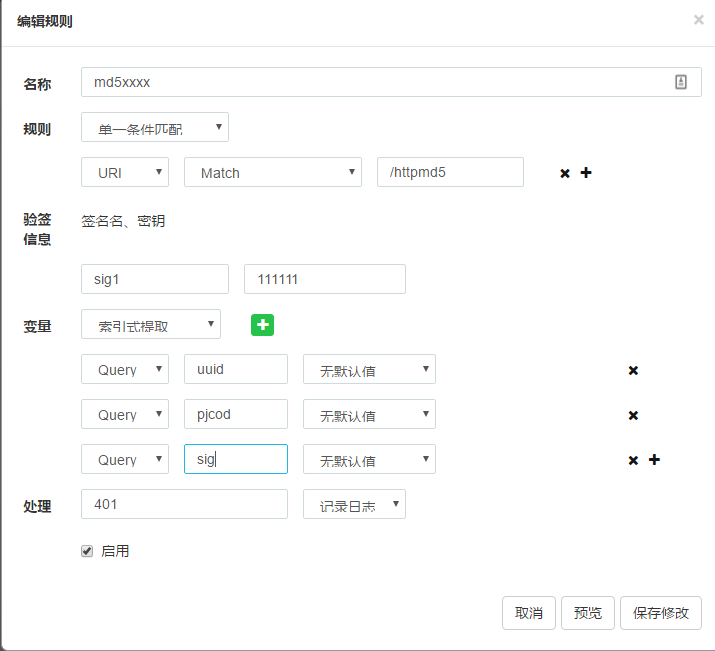 编辑规则
名称 md5xxxx
规则 单一条件匹配
URI Match /httpmd5
验签信息 签名名、密钥
sig1 111111
变量 索引式提取
Query uuid 无默认值
Query pjcod 无默认值
Query sig 无默认值
处理 401 记录日志
启用
取消 预览 保存修改